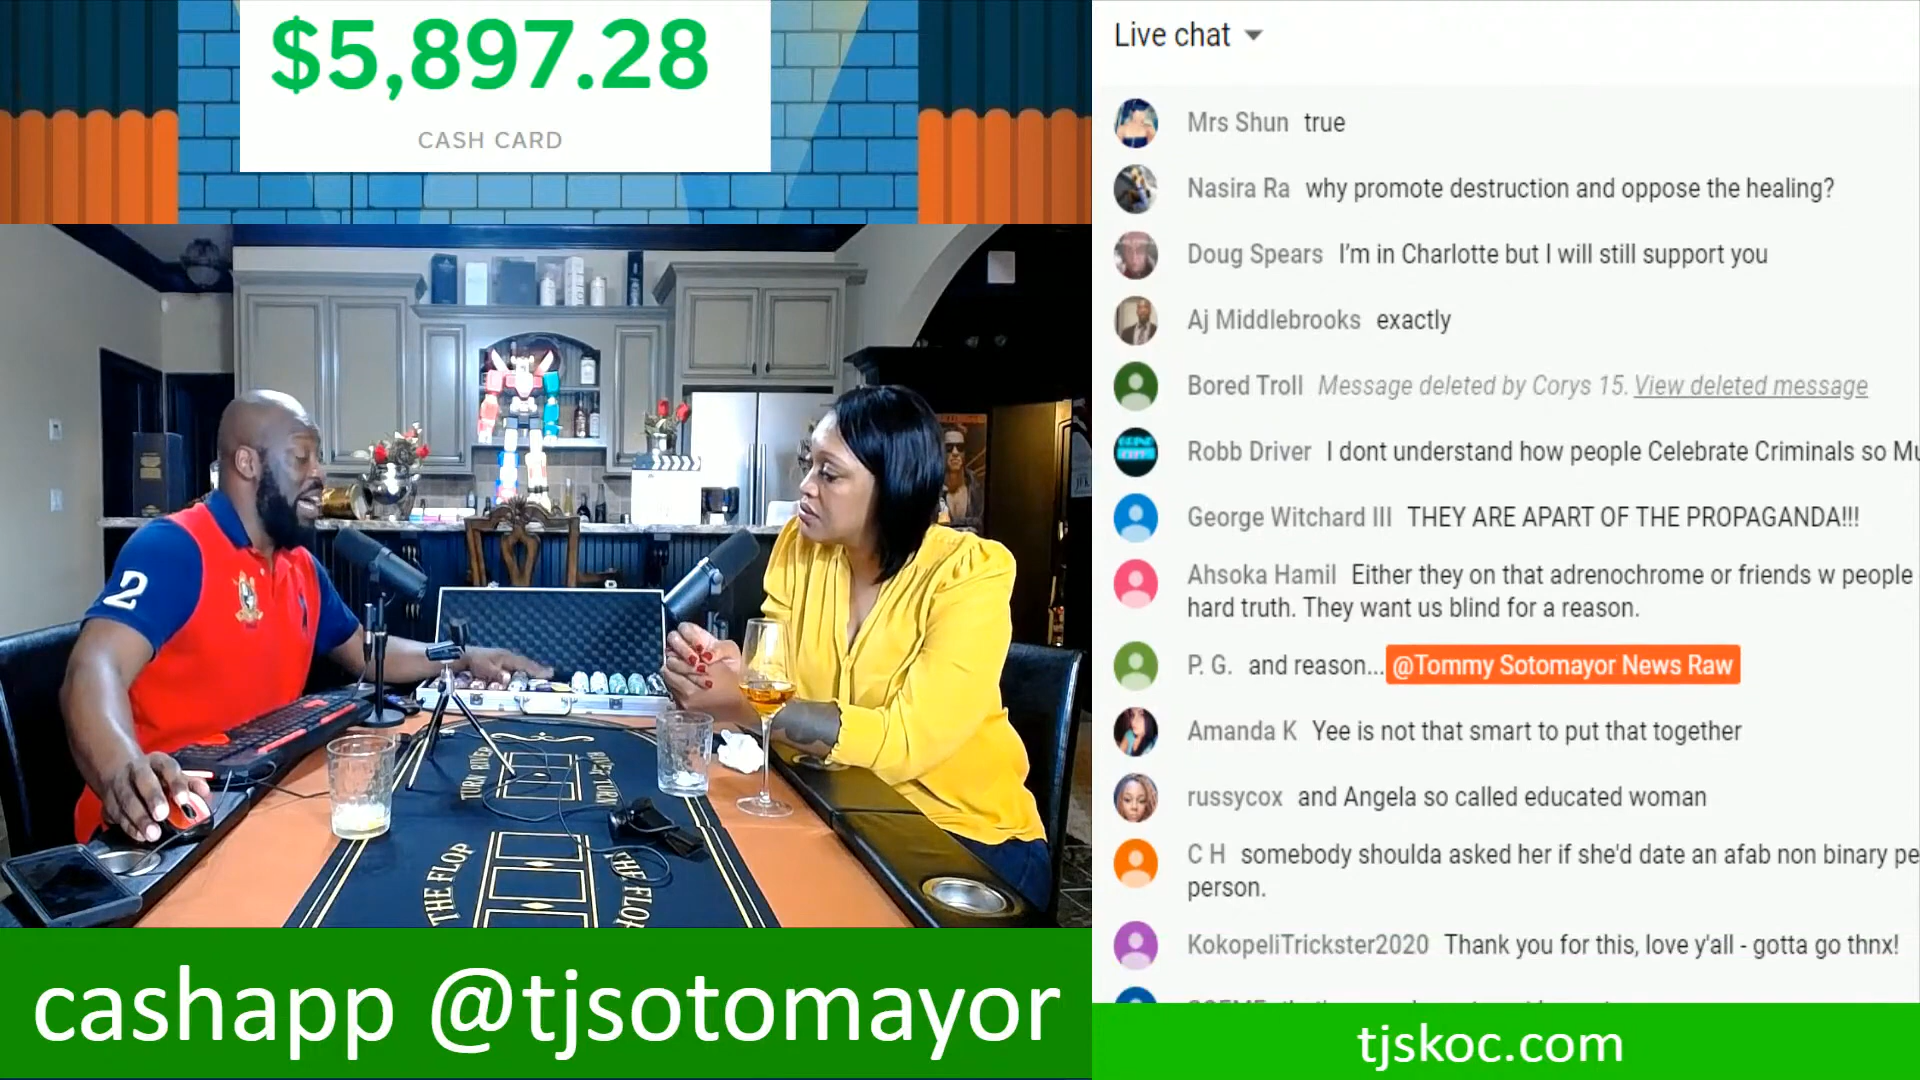 $5,897.28
CASH CARD
2
TURN RIVER
THE FLOP
cashapp @tjsotomayor
Live chat
Mrs Shun true
Nasira Ra why promote destruction and oppose the healing?
Doug Spears I'm in Charlotte but I will still support you
Aj Middlebrooks exactly
Bored Troll Message deleted by Corys 15. View deleted message
Robb Driver I dont understand how people Celebrate Criminals so Mu
George Witchard III THEY ARE APART OF THE PROPAGANDA!!!
Ahsoka Hamil Either they on that adrenochrome or friends w people
hard truth. They want us blind for a reason.
P. G. and reason... @Tommy Sotomayor News Raw
Amanda K Yee is not that smart to put that together
russycox and Angela so called educated woman
C H somebody shoulda asked her if she'd date an afab non binary pe
person.
KokopeliTrickster2020 Thank you for this, love y'all - gotta go thnx!
tjskoc.com